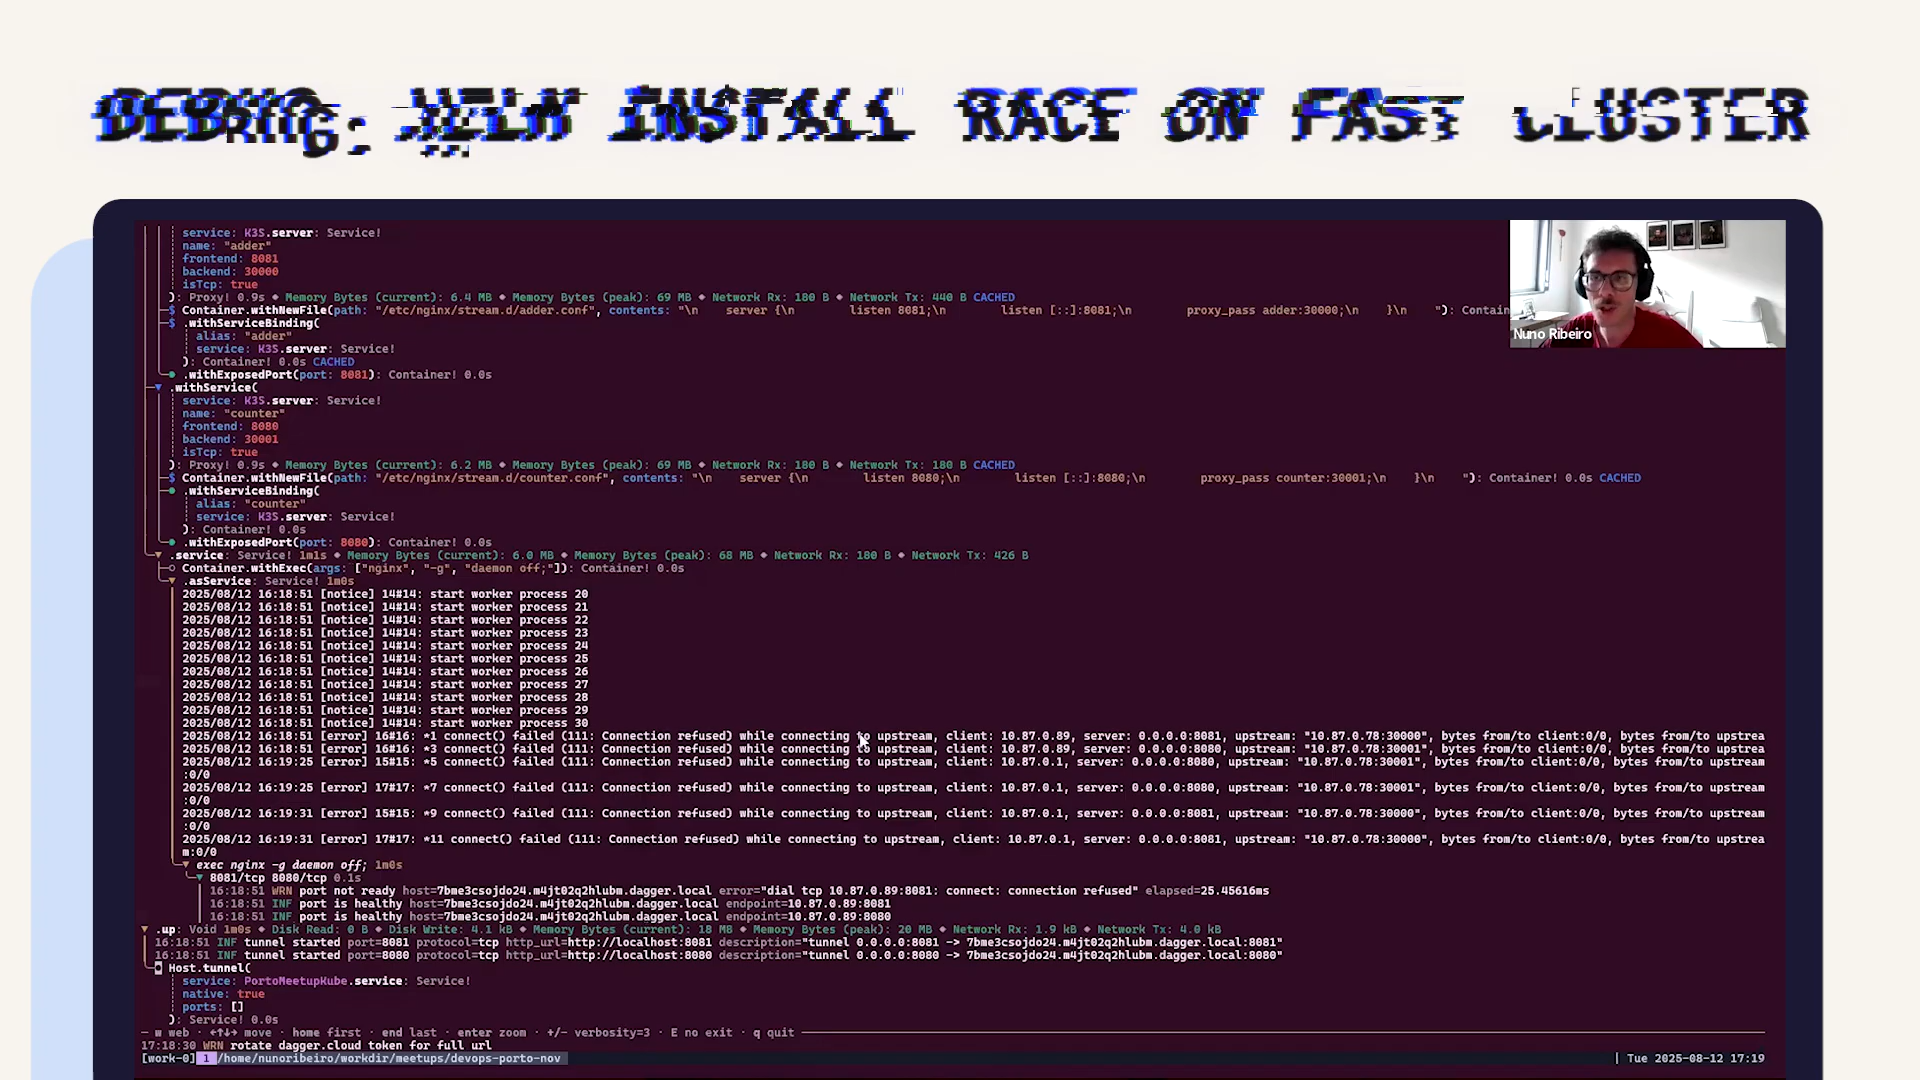 DEBUG: HELM INSTALL RACE ON FAST CLUSTER
service: K3S.server: Service!
name: "adder"
frontend: 8081
backend: 30000
isTcp: true
): Proxy! 0.9s ◆ Memory Bytes (current): 6.4 MB ◆ Memory Bytes (peak): 69 MB ◆ Network Rx: 180 B ◆ Network Tx: 440 B CACHED
$ Container.withNewFile(path: "/etc/nginx/stream.d/adder.conf", contents: "\n    server {\n        listen 8081;\n        listen [::]:8081;\n        proxy_pass adder:30000;\n    }\n    "): Contain
$ .withServiceBinding(
alias: "adder"
service: K3S.server: Service!
): Container! 0.0s CACHED
● .withExposedPort(port: 8081): Container! 0.0s
▼ .withService(
service: K3S.server: Service!
name: "counter"
frontend: 8080
backend: 30001
isTcp: true
): Proxy! 0.9s ◆ Memory Bytes (current): 6.2 MB ◆ Memory Bytes (peak): 69 MB ◆ Network Rx: 180 B ◆ Network Tx: 180 B CACHED
$ Container.withNewFile(path: "/etc/nginx/stream.d/counter.conf", contents: "\n    server {\n        listen 8080;\n        listen [::]:8080;\n        proxy_pass counter:30001;\n    }\n    "): Container! 0.0s CACHED
● .withServiceBinding(
alias: "counter"
service: K3S.server: Service!
): Container! 0.0s
● .withExposedPort(port: 8080): Container! 0.0s
▼ .service: Service! 1m1s ◆ Memory Bytes (current): 6.0 MB ◆ Memory Bytes (peak): 68 MB ◆ Network Rx: 180 B ◆ Network Tx: 426 B
○ Container.withExec(args: ["nginx", "-g", "daemon off;"]): Container! 0.0s
▼ .asService: Service! 1m0s
2025/08/12 16:18:51 [notice] 14#14: start worker process 20
2025/08/12 16:18:51 [notice] 14#14: start worker process 21
2025/08/12 16:18:51 [notice] 14#14: start worker process 22
2025/08/12 16:18:51 [notice] 14#14: start worker process 23
2025/08/12 16:18:51 [notice] 14#14: start worker process 24
2025/08/12 16:18:51 [notice] 14#14: start worker process 25
2025/08/12 16:18:51 [notice] 14#14: start worker process 26
2025/08/12 16:18:51 [notice] 14#14: start worker process 27
2025/08/12 16:18:51 [notice] 14#14: start worker process 28
2025/08/12 16:18:51 [notice] 14#14: start worker process 29
2025/08/12 16:18:51 [notice] 14#14: start worker process 30
2025/08/12 16:18:51 [error] 16#16: *1 connect() failed (111: Connection refused) while connecting to upstream, client: 10.87.0.89, server: 0.0.0.0:8081, upstream: "10.87.0.78:30000", bytes from/to client:0/0, bytes from/to upstrea
2025/08/12 16:18:51 [error] 16#16: *3 connect() failed (111: Connection refused) while connecting to upstream, client: 10.87.0.89, server: 0.0.0.0:8080, upstream: "10.87.0.78:30001", bytes from/to client:0/0, bytes from/to upstrea
2025/08/12 16:19:25 [error] 15#15: *5 connect() failed (111: Connection refused) while connecting to upstream, client: 10.87.0.1, server: 0.0.0.0:8080, upstream: "10.87.0.78:30001", bytes from/to client:0/0, bytes from/to upstream
:0/0
2025/08/12 16:19:25 [error] 17#17: *7 connect() failed (111: Connection refused) while connecting to upstream, client: 10.87.0.1, server: 0.0.0.0:8080, upstream: "10.87.0.78:30001", bytes from/to client:0/0, bytes from/to upstream
:0/0
2025/08/12 16:19:31 [error] 15#15: *9 connect() failed (111: Connection refused) while connecting to upstream, client: 10.87.0.1, server: 0.0.0.0:8081, upstream: "10.87.0.78:30000", bytes from/to client:0/0, bytes from/to upstream
:0/0
2025/08/12 16:19:31 [error] 17#17: *11 connect() failed (111: Connection refused) while connecting to upstream, client: 10.87.0.1, server: 0.0.0.0:8081, upstream: "10.87.0.78:30000", bytes from/to client:0/0, bytes from/to upstrea
m:0/0
▼ exec nginx -g daemon off; 1m0s
▼ 8081/tcp 8080/tcp 0.1s
16:18:51 WRN port not ready host=7bme3csojdo24.m4jt02q2hlubm.dagger.local error="dial tcp 10.87.0.89:8081: connect: connection refused" elapsed=25.45616ms
16:18:51 INF port is healthy host=7bme3csojdo24.m4jt02q2hlubm.dagger.local endpoint=10.87.0.89:8081
16:18:51 INF port is healthy host=7bme3csojdo24.m4jt02q2hlubm.dagger.local endpoint=10.87.0.89:8080
▼ .up: Void 1m0s ◆ Disk Read: 0 B ◆ Disk Write: 4.1 kB ◆ Memory Bytes (current): 18 MB ◆ Memory Bytes (peak): 20 MB ◆ Network Rx: 1.9 kB ◆ Network Tx: 4.0 kB
16:18:51 INF tunnel started port=8081 protocol=tcp http_url=http://localhost:8081 description="tunnel 0.0.0.0:8081 -> 7bme3csojdo24.m4jt02q2hlubm.dagger.local:8081"
16:18:51 INF tunnel started port=8080 protocol=tcp http_url=http://localhost:8080 description="tunnel 0.0.0.0:8080 -> 7bme3csojdo24.m4jt02q2hlubm.dagger.local:8080"
Host.tunnel(
service: PortoMeetupKube.service: Service!
native: true
ports: []
): Service! 0.0s
— w web · ←↑↓→ move · home first · end last · enter zoom · +/- verbosity=3 · E no exit · q quit
17:18:30 WRN rotate dagger.cloud token for full url
[work-0] 1 /home/nunoribeiro/workdir/meetups/devops-porto-nov | Tue 2025-08-12 17:19
Nuno Ribeiro